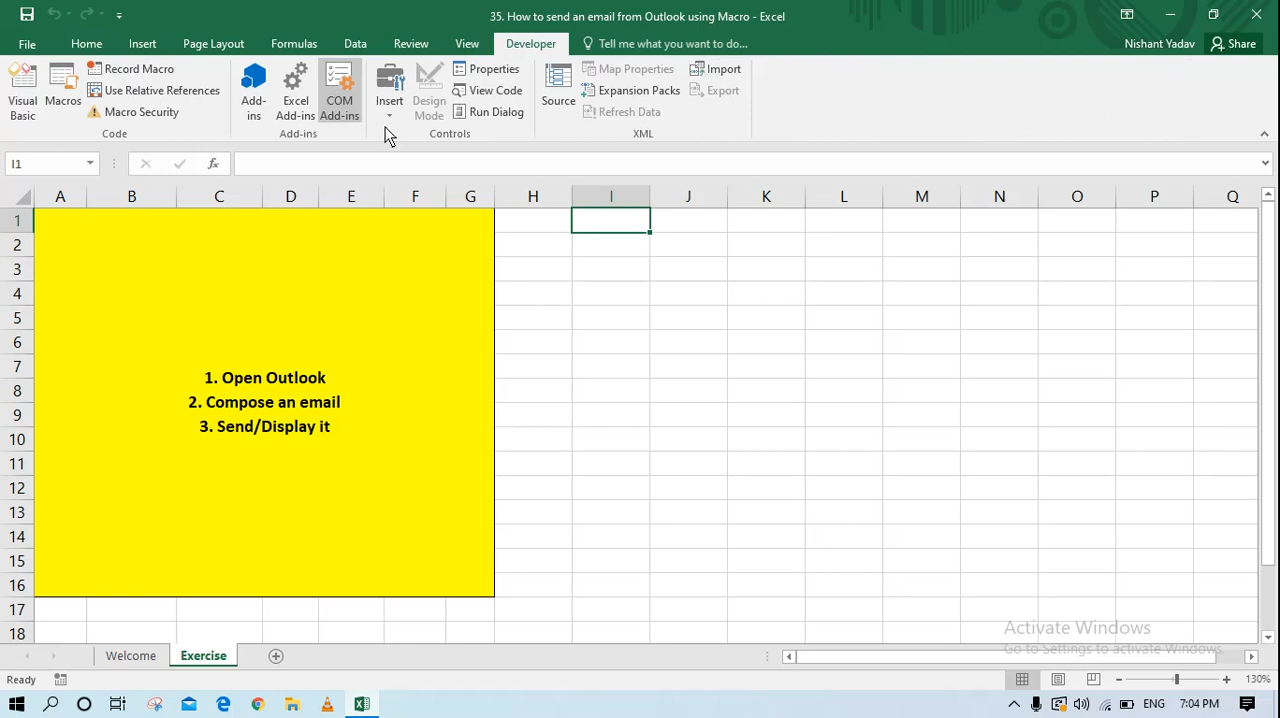 35. How to send an email from Outlook using Macro - Excel
File Home Insert Page Layout Formulas Data Review View Developer Tell me what you want to do... Nishant Yadav Share
Visual Basic
Macros
Record Macro
Use Relative References
Macro Security
Code
Add-ins
Excel Add-ins
COM Add-ins
Add-ins
Insert
Design Mode
Properties
View Code
Run Dialog
Controls
Source
Map Properties
Expansion Packs
Refresh Data
Import
Export
XML
I1
fx
A B C D E F G H I J K L M N O P Q
1
2
3
4
5
6
7
8
9
10
11
12
13
14
15
16
17
18
1. Open Outlook
2. Compose an email
3. Send/Display it
Activate Windows
Go to Settings to activate Windows.
Welcome Exercise
Ready
130%
7:04 PM